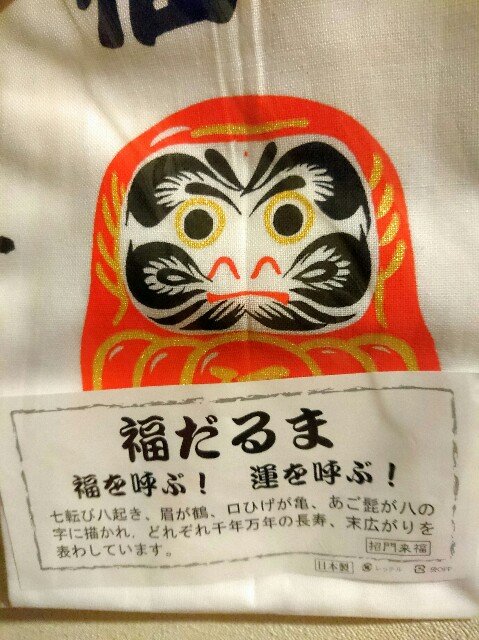 福
福だるま
福を呼ぶ！ 運を呼ぶ！
七転び八起き、眉が鶴、口ひげが亀、あご髭が八の
字に描かれ、どれぞれ千年万年の長寿、末広がりを
表わしています。
招門来福
日本製